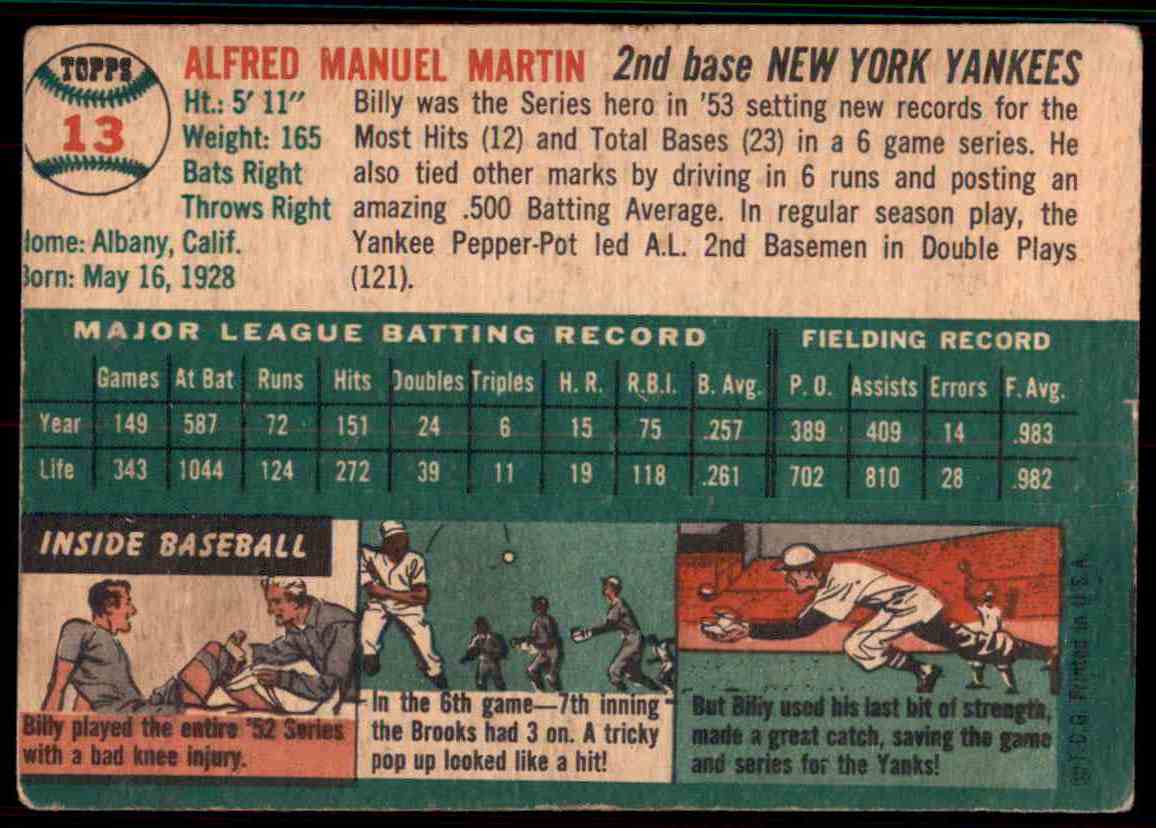 TOPPS
13
ALFRED MANUEL MARTIN 2nd base NEW YORK YANKEES
Ht.: 5' 11"
Weight: 165
Bats Right
Throws Right
Home: Albany, Calif.
Born: May 16, 1928
Billy was the Series hero in '53 setting new records for the
Most Hits (12) and Total Bases (23) in a 6 game series. He
also tied other marks by driving in 6 runs and posting an
amazing .500 Batting Average. In regular season play, the
Yankee Pepper-Pot led A.L. 2nd Basemen in Double Plays
(121).
MAJOR LEAGUE BATTING RECORD FIELDING RECORD
Games At Bat Runs Hits Doubles Triples H. R. R.B.I. B. Avg. P. O. Assists Errors F. Avg.
Year 149 587 72 151 24 6 15 75 .257 389 409 14 .983
Life 343 1044 124 272 39 11 19 118 .261 702 810 28 .982
INSIDE BASEBALL
Billy played the entire '52 Series
with a bad knee injury.
In the 6th game—7th inning
the Brooks had 3 on. A tricky
pop up looked like a hit!
But Billy used his last bit of strength,
made a great catch, saving the game
and series for the Yanks!
©T.C.G. Printed in U.S.A.